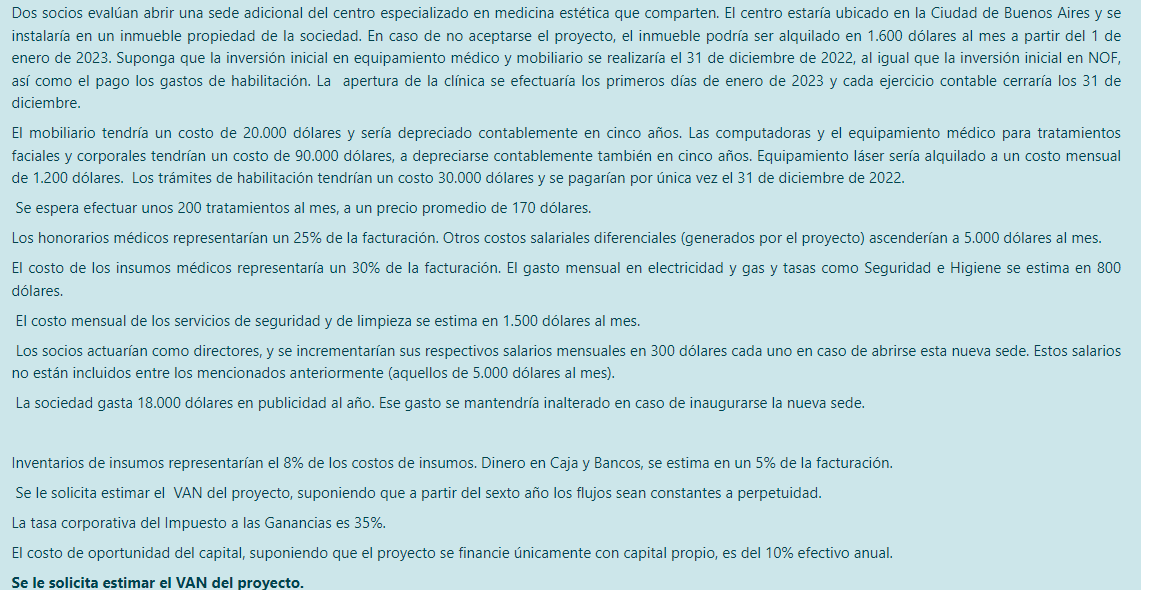 Dos socios evalúan abrir una sede adicional del centro especializado en medicina estética que comparten. El centro estaría ubicado en la Ciudad de Buenos Aires y se
instalaría en un inmueble propiedad de la sociedad. En caso de no aceptarse el proyecto, el inmueble podría ser alquilado en 1.600 dólares al mes a partir del 1 de
enero de 2023. Suponga que la inversión inicial en equipamiento médico y mobiliario se realizaría el 31 de diciembre de 2022, al igual que la inversión inicial en NOF,
así como el pago los gastos de habilitación. La apertura de la clínica se efectuaría los primeros días de enero de 2023 y cada ejercicio contable cerraría los 31 de
diciembre.
El mobiliario tendría un costo de 20.000 dólares y sería depreciado contablemente en cinco años. Las computadoras y el equipamiento médico para tratamientos
faciales y corporales tendrían un costo de 90.000 dólares, a depreciarse contablemente también en cinco años. Equipamiento láser sería alquilado a un costo mensual
de 1.200 dólares. Los trámites de habilitación tendrían un costo 30.000 dólares y se pagarían por única vez el 31 de diciembre de 2022.
Se espera efectuar unos 200 tratamientos al mes, a un precio promedio de 170 dólares.
Los honorarios médicos representarían un 25% de la facturación. Otros costos salariales diferenciales (generados por el proyecto) ascenderían a 5.000 dólares al mes.
El costo de los insumos médicos representaría un 30% de la facturación. El gasto mensual en electricidad y gas y tasas como Seguridad e Higiene se estima en 800
dólares.
El costo mensual de los servicios de seguridad y de limpieza se estima en 1.500 dólares al mes.
Los socios actuarían como directores, y se incrementarían sus respectivos salarios mensuales en 300 dólares cada uno en caso de abrirse esta nueva sede. Estos salarios
no están incluidos entre los mencionados anteriormente (aquellos de 5.000 dólares al mes).
La sociedad gasta 18.000 dólares en publicidad al año. Ese gasto se mantendría inalterado en caso de inaugurarse la nueva sede.
Inventarios de insumos representarían el 8% de los costos de insumos. Dinero en Caja y Bancos, se estima en un 5% de la facturación.
Se le solicita estimar el VAN del proyecto, suponiendo que a partir del sexto año los flujos sean constantes a perpetuidad.
La tasa corporativa del Impuesto a las Ganancias es 35%.
El costo de oportunidad del capital, suponiendo que el proyecto se financie únicamente con capital propio, es del 10% efectivo anual.
Se le solicita estimar el VAN del proyecto.